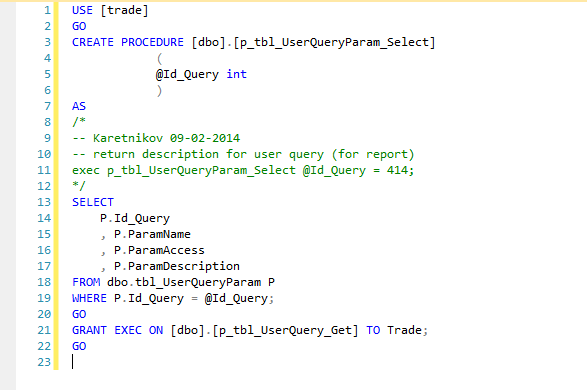 1 USE [trade]
2 GO
3 CREATE PROCEDURE [dbo].[p_tbl_UserQueryParam_Select]
4 (
5 @Id_Query int
6 )
7 AS
8 /*
9 -- Karetnikov 09-02-2014
10 -- return description for user query (for report)
11 exec p_tbl_UserQueryParam_Select @Id_Query = 414;
12 */
13 SELECT
14 P.Id_Query
15 , P.ParamName
16 , P.ParamAccess
17 , P.ParamDescription
18 FROM dbo.tbl_UserQueryParam P
19 WHERE P.Id_Query = @Id_Query;
20 GO
21 GRANT EXEC ON [dbo].[p_tbl_UserQuery_Get] TO Trade;
22 GO
23